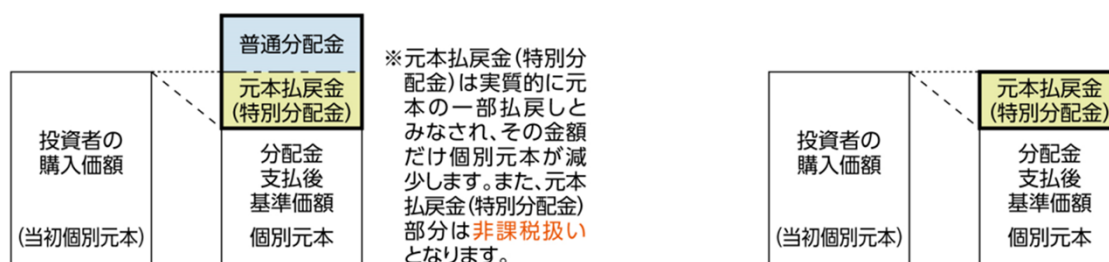 普通分配金
元本払戻金
(特別分配金)
投資者の
購入価額
(当初個別元本)
分配金
支払後
基準価額
個別元本
※元本払戻金(特別分
配金)は実質的に元
本の一部払戻しと
みなされ、その金額
だけ個別元本が減
少します。また、元本
払戻金(特別分配金)
部分は非課税扱い
となります。
元本払戻金
(特別分配金)
投資者の
購入価額
(当初個別元本)
分配金
支払後
基準価額
個別元本